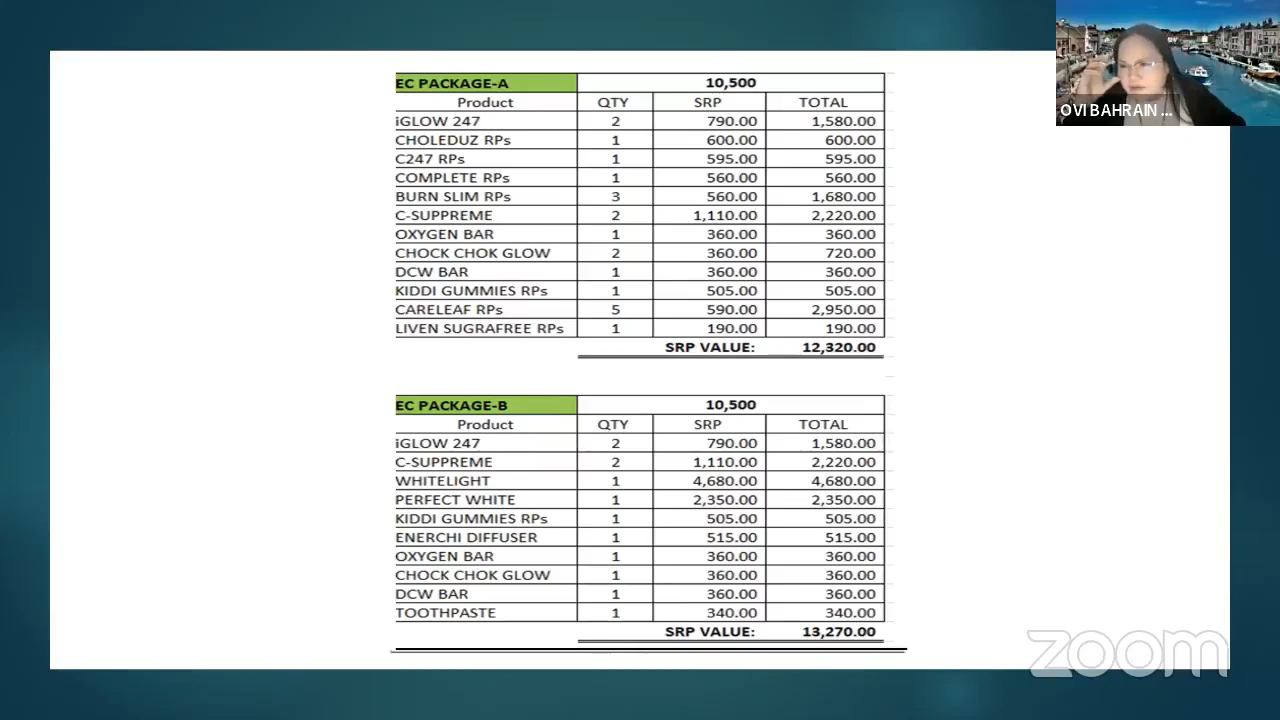 EC PACKAGE-A 10,500
Product QTY SRP TOTAL
iGLOW 247 2 790.00 1,580.00
CHOLEDUZ RPs 1 600.00 600.00
C247 RPs 1 595.00 595.00
COMPLETE RPs 1 560.00 560.00
BURN SLIM RPs 3 560.00 1,680.00
C-SUPPREME 2 1,110.00 2,220.00
OXYGEN BAR 1 360.00 360.00
CHOCK CHOK GLOW 2 360.00 720.00
DCW BAR 1 360.00 360.00
KIDDI GUMMIES RPs 1 505.00 505.00
CARELEAF RPs 5 590.00 2,950.00
LIVEN SUGRAFREE RPs 1 190.00 190.00
SRP VALUE: 12,320.00
EC PACKAGE-B 10,500
Product QTY SRP TOTAL
iGLOW 247 2 790.00 1,580.00
C-SUPPREME 2 1,110.00 2,220.00
WHITELIGHT 1 4,680.00 4,680.00
PERFECT WHITE 1 2,350.00 2,350.00
KIDDI GUMMIES RPs 1 505.00 505.00
ENERCHI DIFFUSER 1 515.00 515.00
OXYGEN BAR 1 360.00 360.00
CHOCK CHOK GLOW 1 360.00 360.00
DCW BAR 1 360.00 360.00
TOOTHPASTE 1 340.00 340.00
SRP VALUE: 13,270.00
OVI BAHRAIN ...
zoom